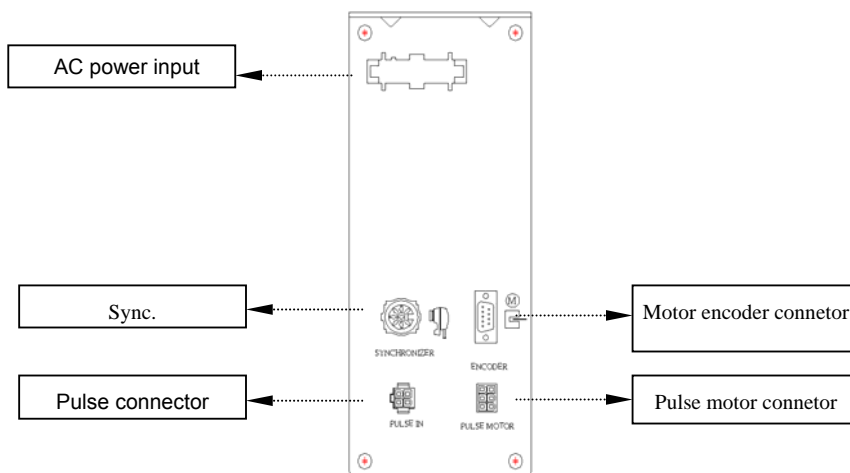 AC power input
Sync.
Motor encoder connetor
M
SYNCHRONIZER
ENCODER
Pulse connector
Pulse motor connetor
PULSE IN
PULSE MOTOR